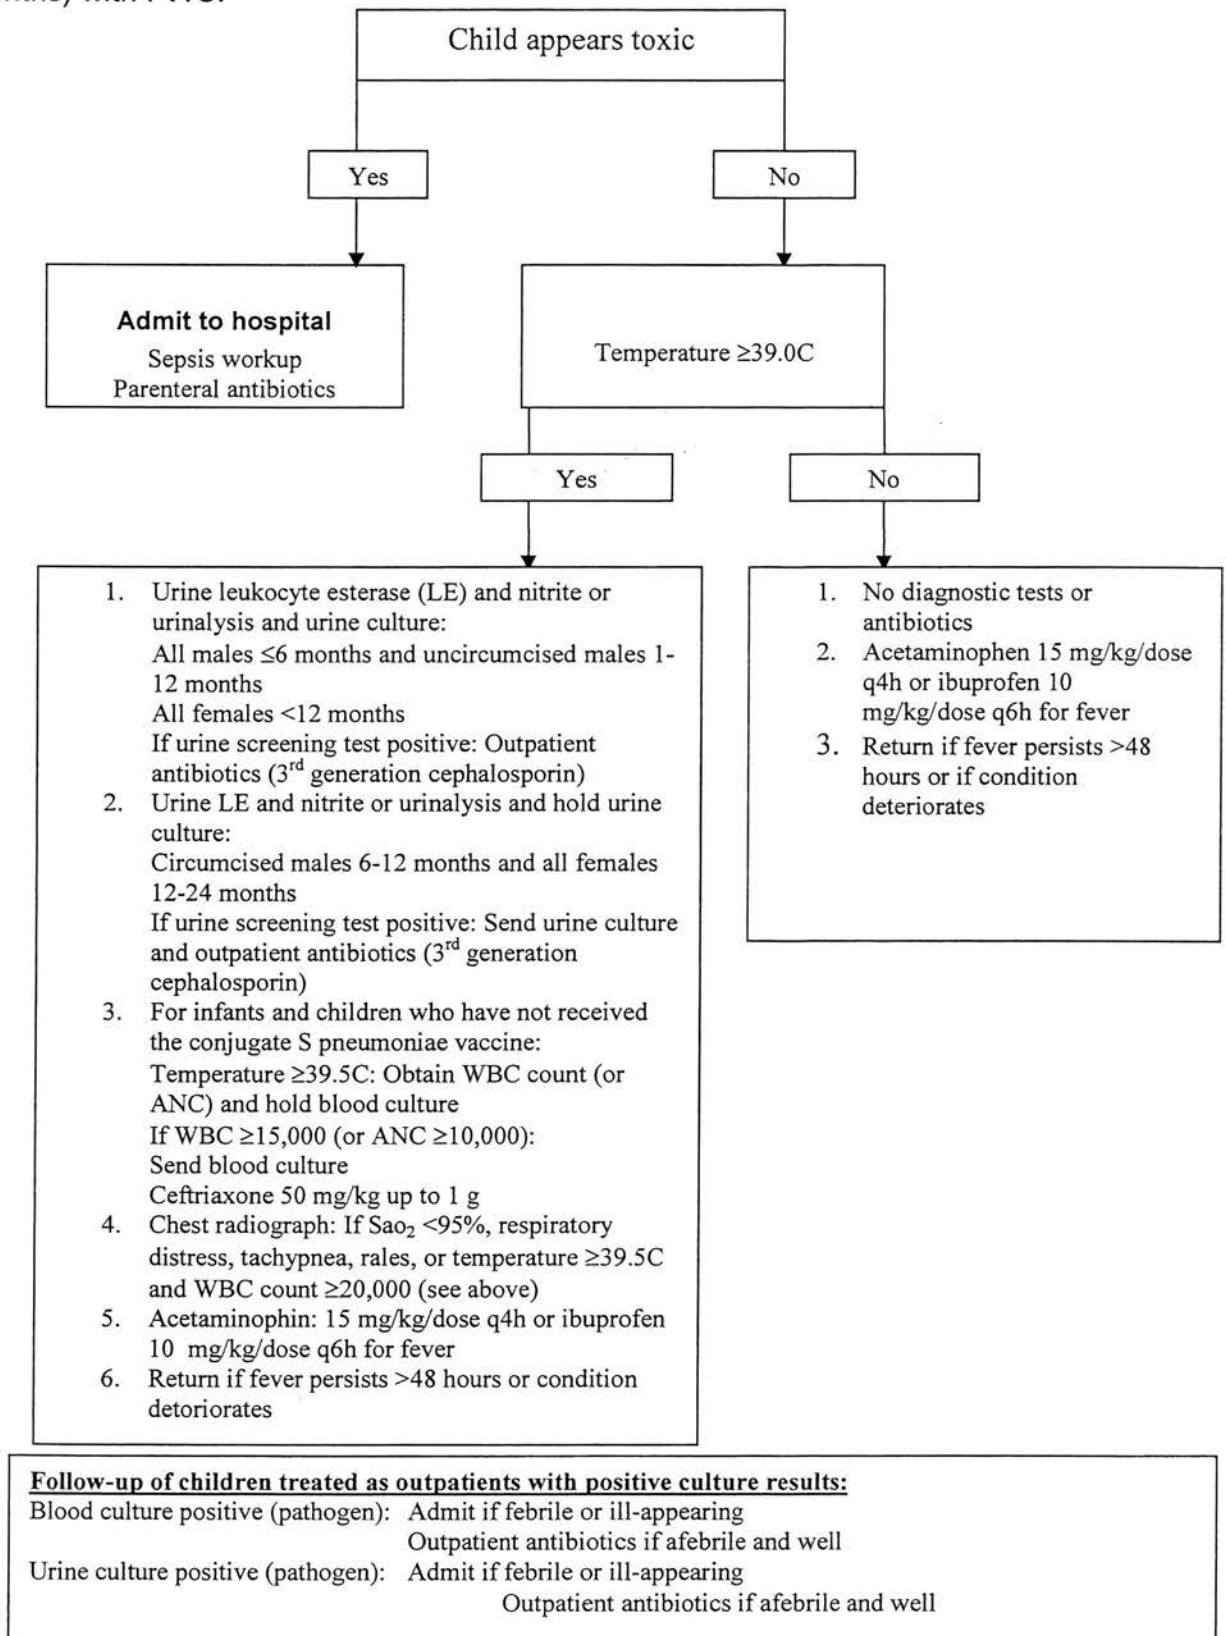 Child appears toxic
Yes
No
Admit to hospital
Sepsis workup
Parenteral antibiotics
Temperature ≥39.0C
Yes
No
1. Urine leukocyte esterase (LE) and nitrite or
urinalysis and urine culture:
All males ≤6 months and uncircumcised males 1-
12 months
All females <12 months
If urine screening test positive: Outpatient
antibiotics (3rd generation cephalosporin)
2. Urine LE and nitrite or urinalysis and hold urine
culture:
Circumcised males 6-12 months and all females
12-24 months
If urine screening test positive: Send urine culture
and outpatient antibiotics (3rd generation
cephalosporin)
3. For infants and children who have not received
the conjugate S pneumoniae vaccine:
Temperature ≥39.5C: Obtain WBC count (or
ANC) and hold blood culture
If WBC ≥15,000 (or ANC ≥10,000):
Send blood culture
Ceftriaxone 50 mg/kg up to 1 g
4. Chest radiograph: If Sao₂ <95%, respiratory
distress, tachypnea, rales, or temperature ≥39.5C
and WBC count ≥20,000 (see above)
5. Acetaminophin: 15 mg/kg/dose q4h or ibuprofen
10 mg/kg/dose q6h for fever
6. Return if fever persists >48 hours or condition
detoriorates
1. No diagnostic tests or
antibiotics
2. Acetaminophen 15 mg/kg/dose
q4h or ibuprofen 10
mg/kg/dose q6h for fever
3. Return if fever persists >48
hours or if condition
deteriorates
Follow-up of children treated as outpatients with positive culture results:
Blood culture positive (pathogen): Admit if febrile or ill-appearing
Outpatient antibiotics if afebrile and well
Urine culture positive (pathogen): Admit if febrile or ill-appearing
Outpatient antibiotics if afebrile and well